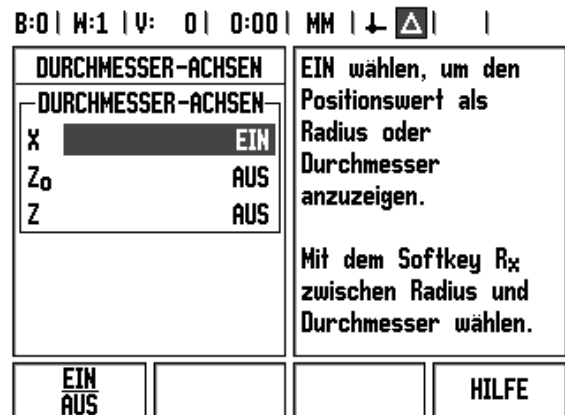 B:0 | W:1 | V: 0 | 0:00 | MM | Δ | |
DURCHMESSER-ACHSEN
DURCHMESSER-ACHSEN
X EIN
Zo AUS
Z AUS
EIN wählen, um den
Positionswert als
Radius oder
Durchmesser
anzuzeigen.
Mit dem Softkey Rx
zwischen Radius und
Durchmesser wählen.
EIN
AUS
HILFE